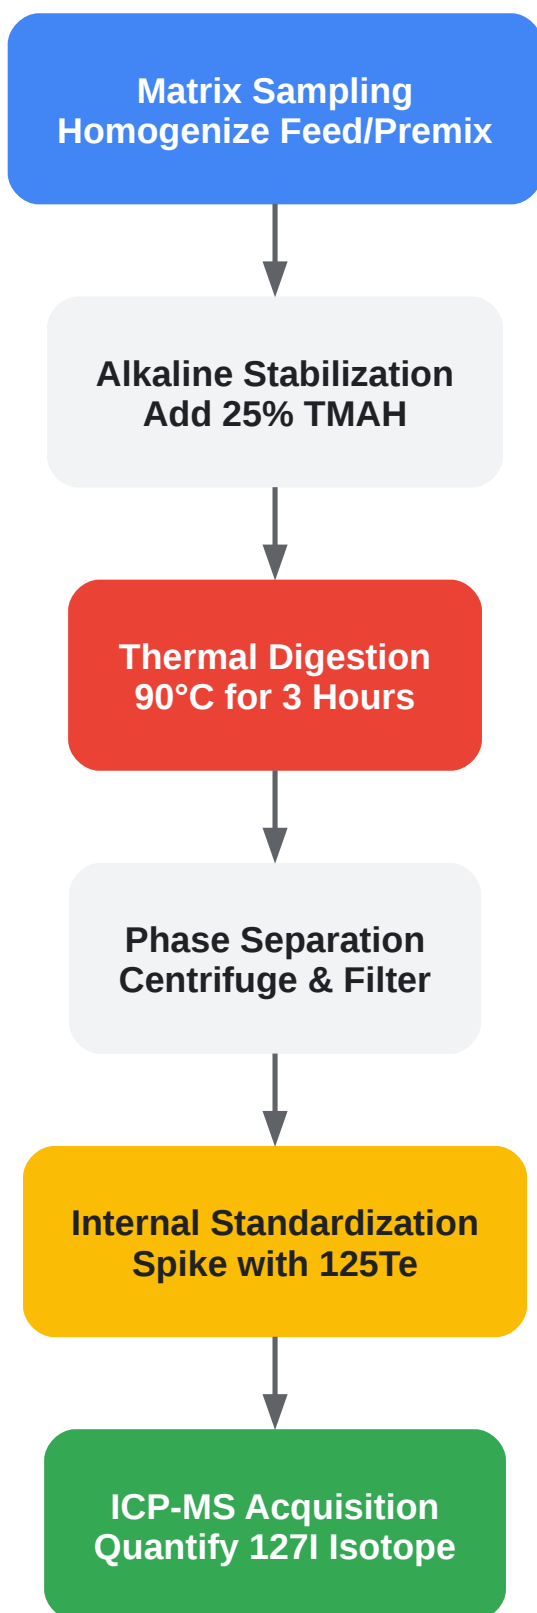 Matrix Sampling
Homogenize Feed/Premix
Alkaline Stabilization
Add 25% TMAH
Thermal Digestion
90°C for 3 Hours
Phase Separation
Centrifuge & Filter
Internal Standardization
Spike with 125Te
ICP-MS Acquisition
Quantify 127I Isotope